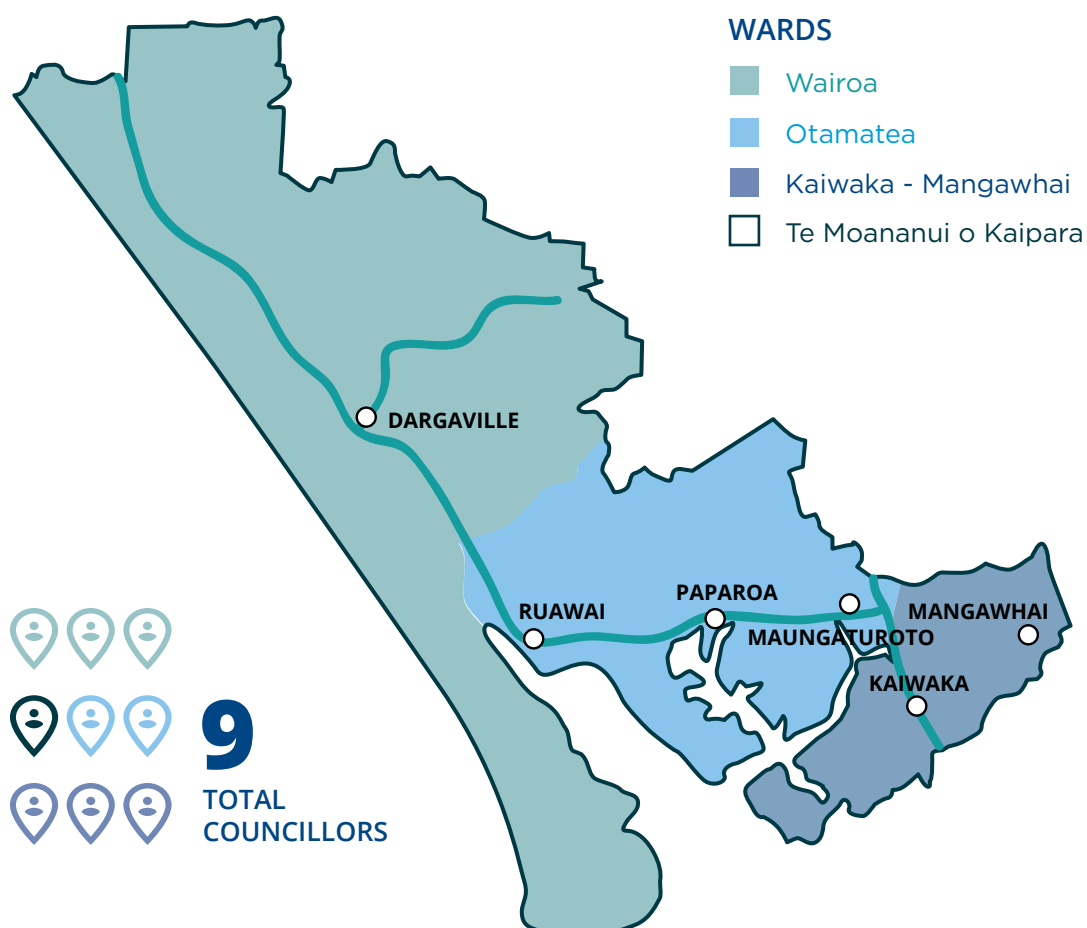 WARDS
Wairoa
Otamatea
Kaiwaka - Mangawhai
Te Moananui o Kaipara
DARGAVILLE
RUAWAI
PAPAROA
MAUNGATUROTO
MANGAWHAI
KAIWAKA
9
TOTAL
COUNCILLORS